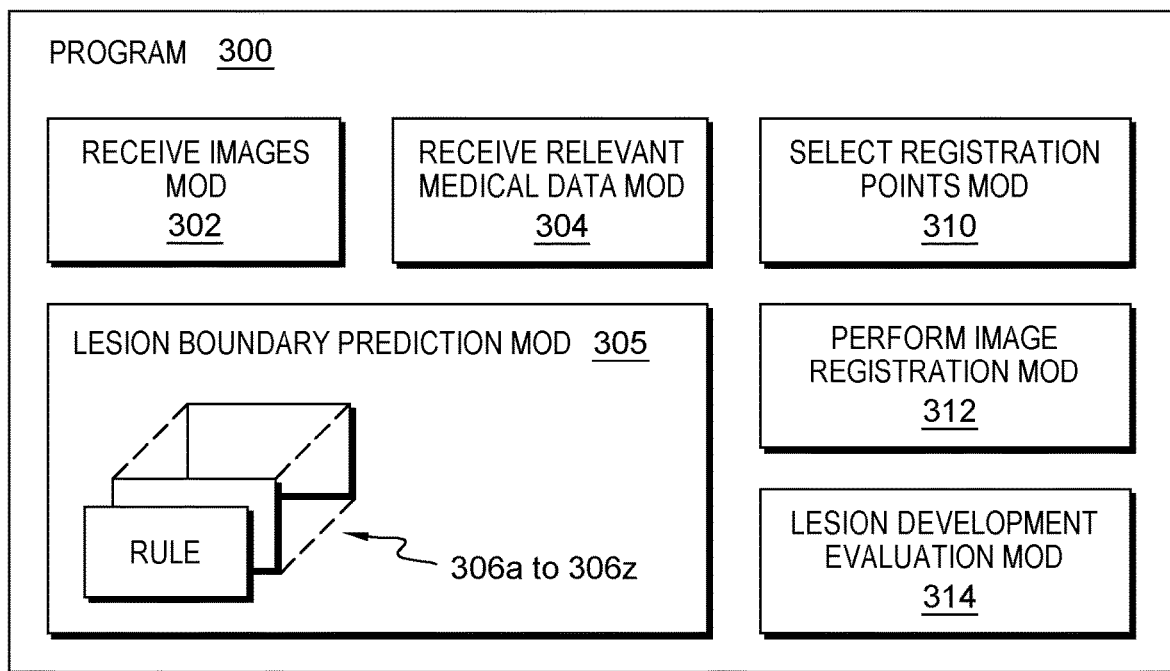 PROGRAM 300
RECEIVE IMAGES
MOD
302
RECEIVE RELEVANT
MEDICAL DATA MOD
304
SELECT REGISTRATION
POINTS MOD
310
LESION BOUNDARY PREDICTION MOD 305
RULE
306a to 306z
PERFORM IMAGE
REGISTRATION MOD
312
LESION DEVELOPMENT
EVALUATION MOD
314